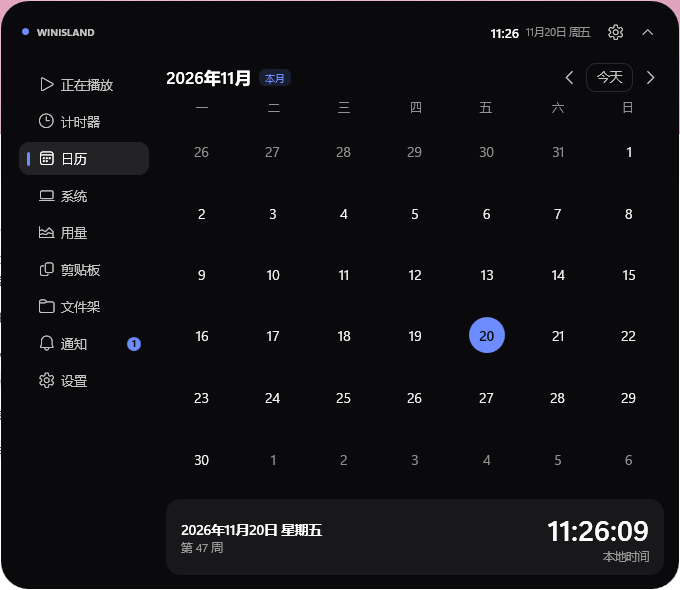 WINISLAND
11:26 11月20日 周五
正在播放
计时器
日历
系统
用量
剪贴板
文件架
通知 1
设置
2026年11月 本月
今天
一 二 三 四 五 六 日
26 27 28 29 30 31 1
2 3 4 5 6 7 8
9 10 11 12 13 14 15
16 17 18 19 20 21 22
23 24 25 26 27 28 29
30 1 2 3 4 5 6
2026年11月20日 星期五
第 47 周
11:26:09
本地时间